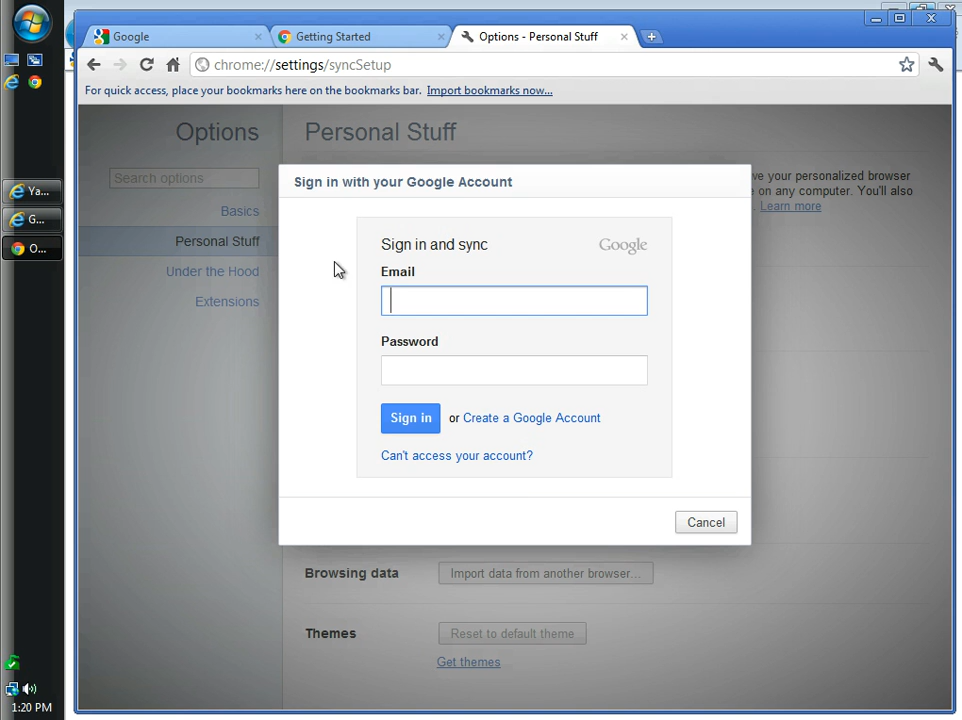 Google
Getting Started
Options - Personal Stuff
chrome://settings/syncSetup
For quick access, place your bookmarks here on the bookmarks bar. Import bookmarks now...
Options
Personal Stuff
Search options
Basics
Personal Stuff
Under the Hood
Extensions
ve your personalized browser
e on any computer. You'll also
Learn more
Sign in with your Google Account
Sign in and sync
Google
Email
Password
Sign in or Create a Google Account
Can't access your account?
Cancel
Browsing data
Import data from another browser...
Themes
Reset to default theme
Get themes
Ya...
G...
O...
1:20 PM